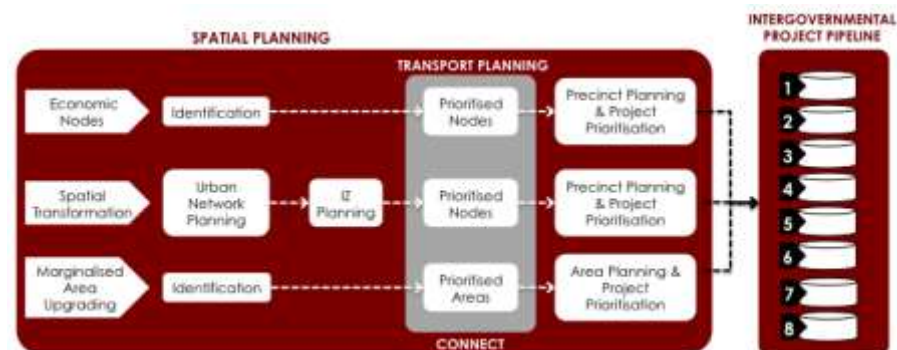 SPATIAL PLANNING
INTERGOVERNMENTAL
PROJECT PIPELINE
TRANSPORT PLANNING
Economic
Nodes
Identification
Prioritised
Nodes
Precinct Planning
& Project
Prioritisation
Spatial
Transformation
Urban
Network
Planning
IZ
Planning
Prioritised
Nodes
Precinct Planning
& Project
Prioritisation
Marginalised
Area
Upgrading
Identification
Prioritised
Areas
Area Planning &
Project
Prioritisation
CONNECT
1
2
3
4
5
6
7
8